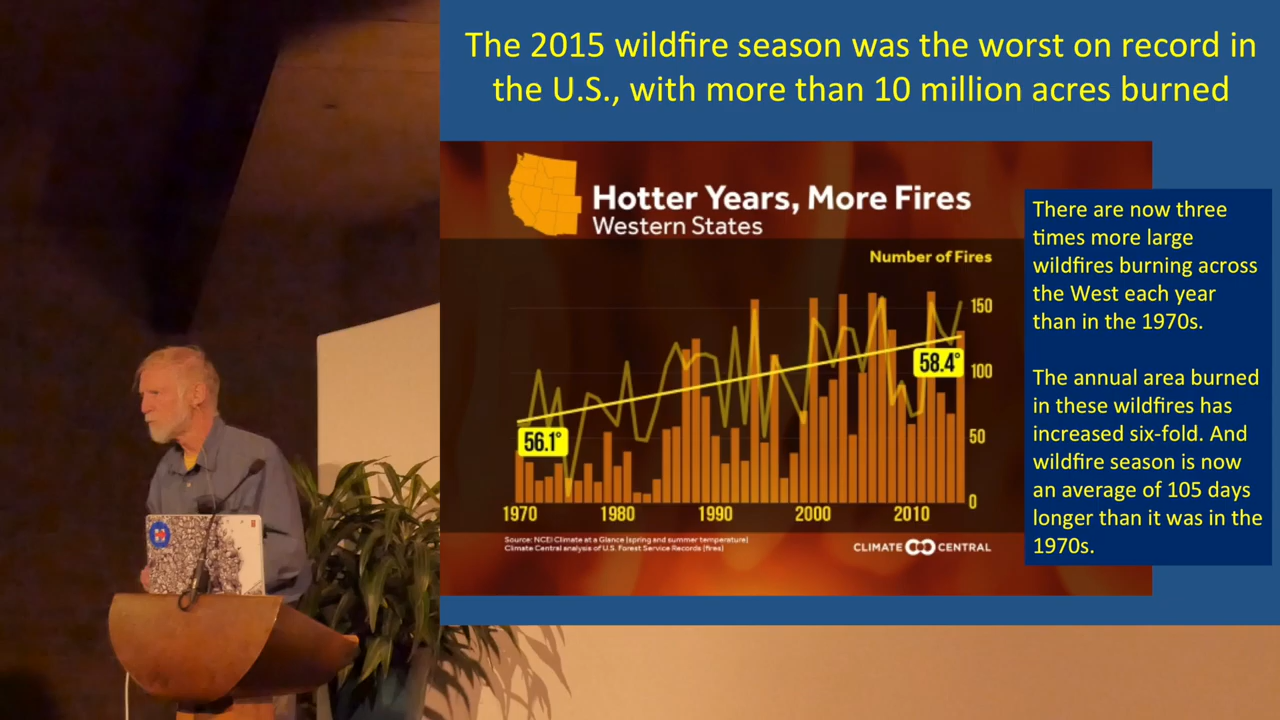 The 2015 wildfire season was the worst on record in
the U.S., with more than 10 million acres burned
Hotter Years, More Fires
Western States
Number of Fires
150
100
50
0
58.4°
56.1°
1970
1980
1990
2000
2010
Source: NCEI Climate at a Glance (spring and summer temperature)
Climate Central analysis of U.S. Forest Service Records (fires)
CLIMATE CENTRAL
There are now three
times more large
wildfires burning across
the West each year
than in the 1970s.
The annual area burned
in these wildfires has
increased six-fold. And
wildfire season is now
an average of 105 days
longer than it was in the
1970s.
H